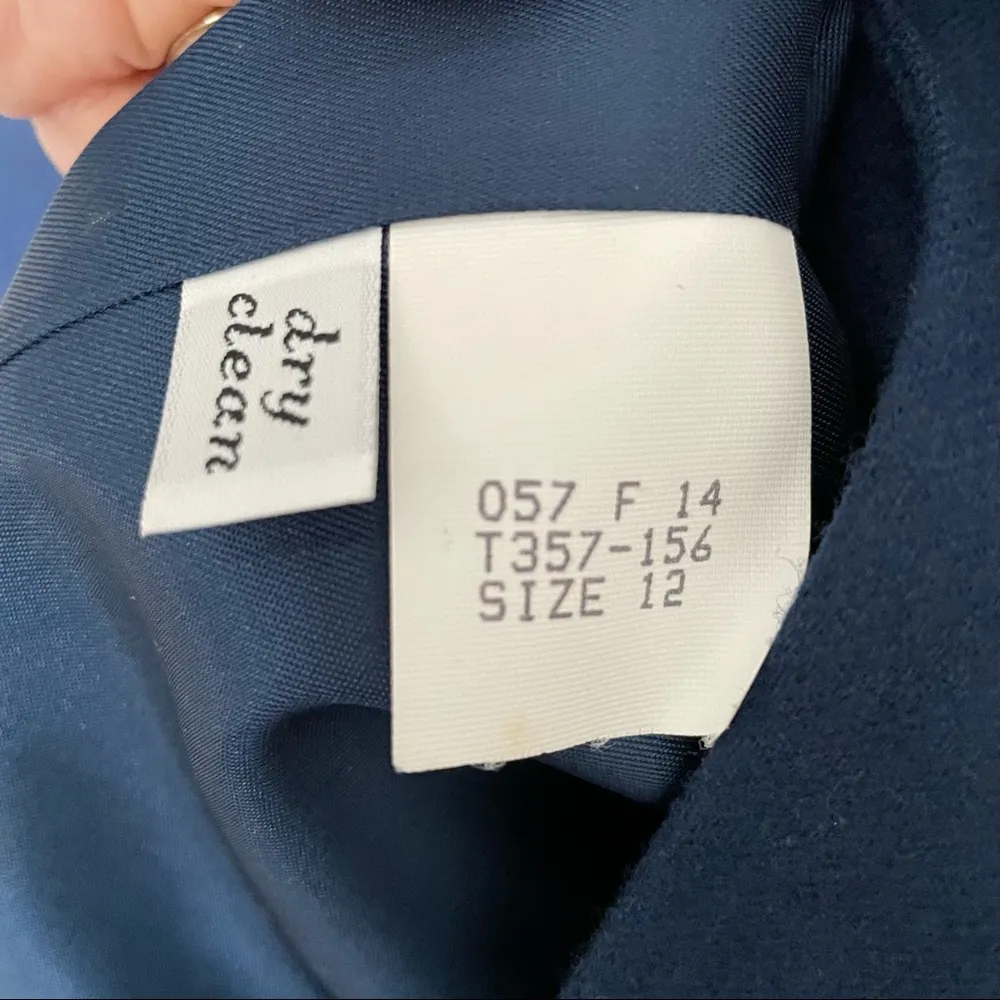 dry
clean
057 F 14
T357-156
SIZE 12